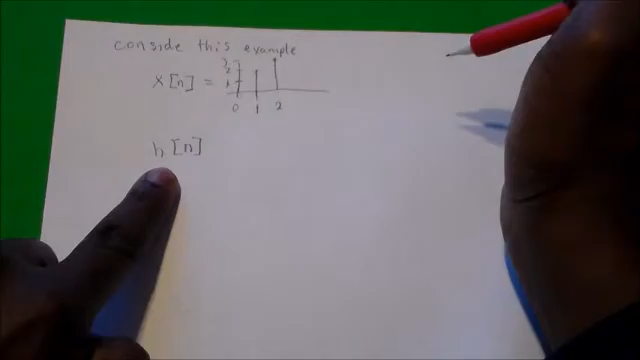 conside this example
3
2
x[n] = 1
0 1 2
h[n]